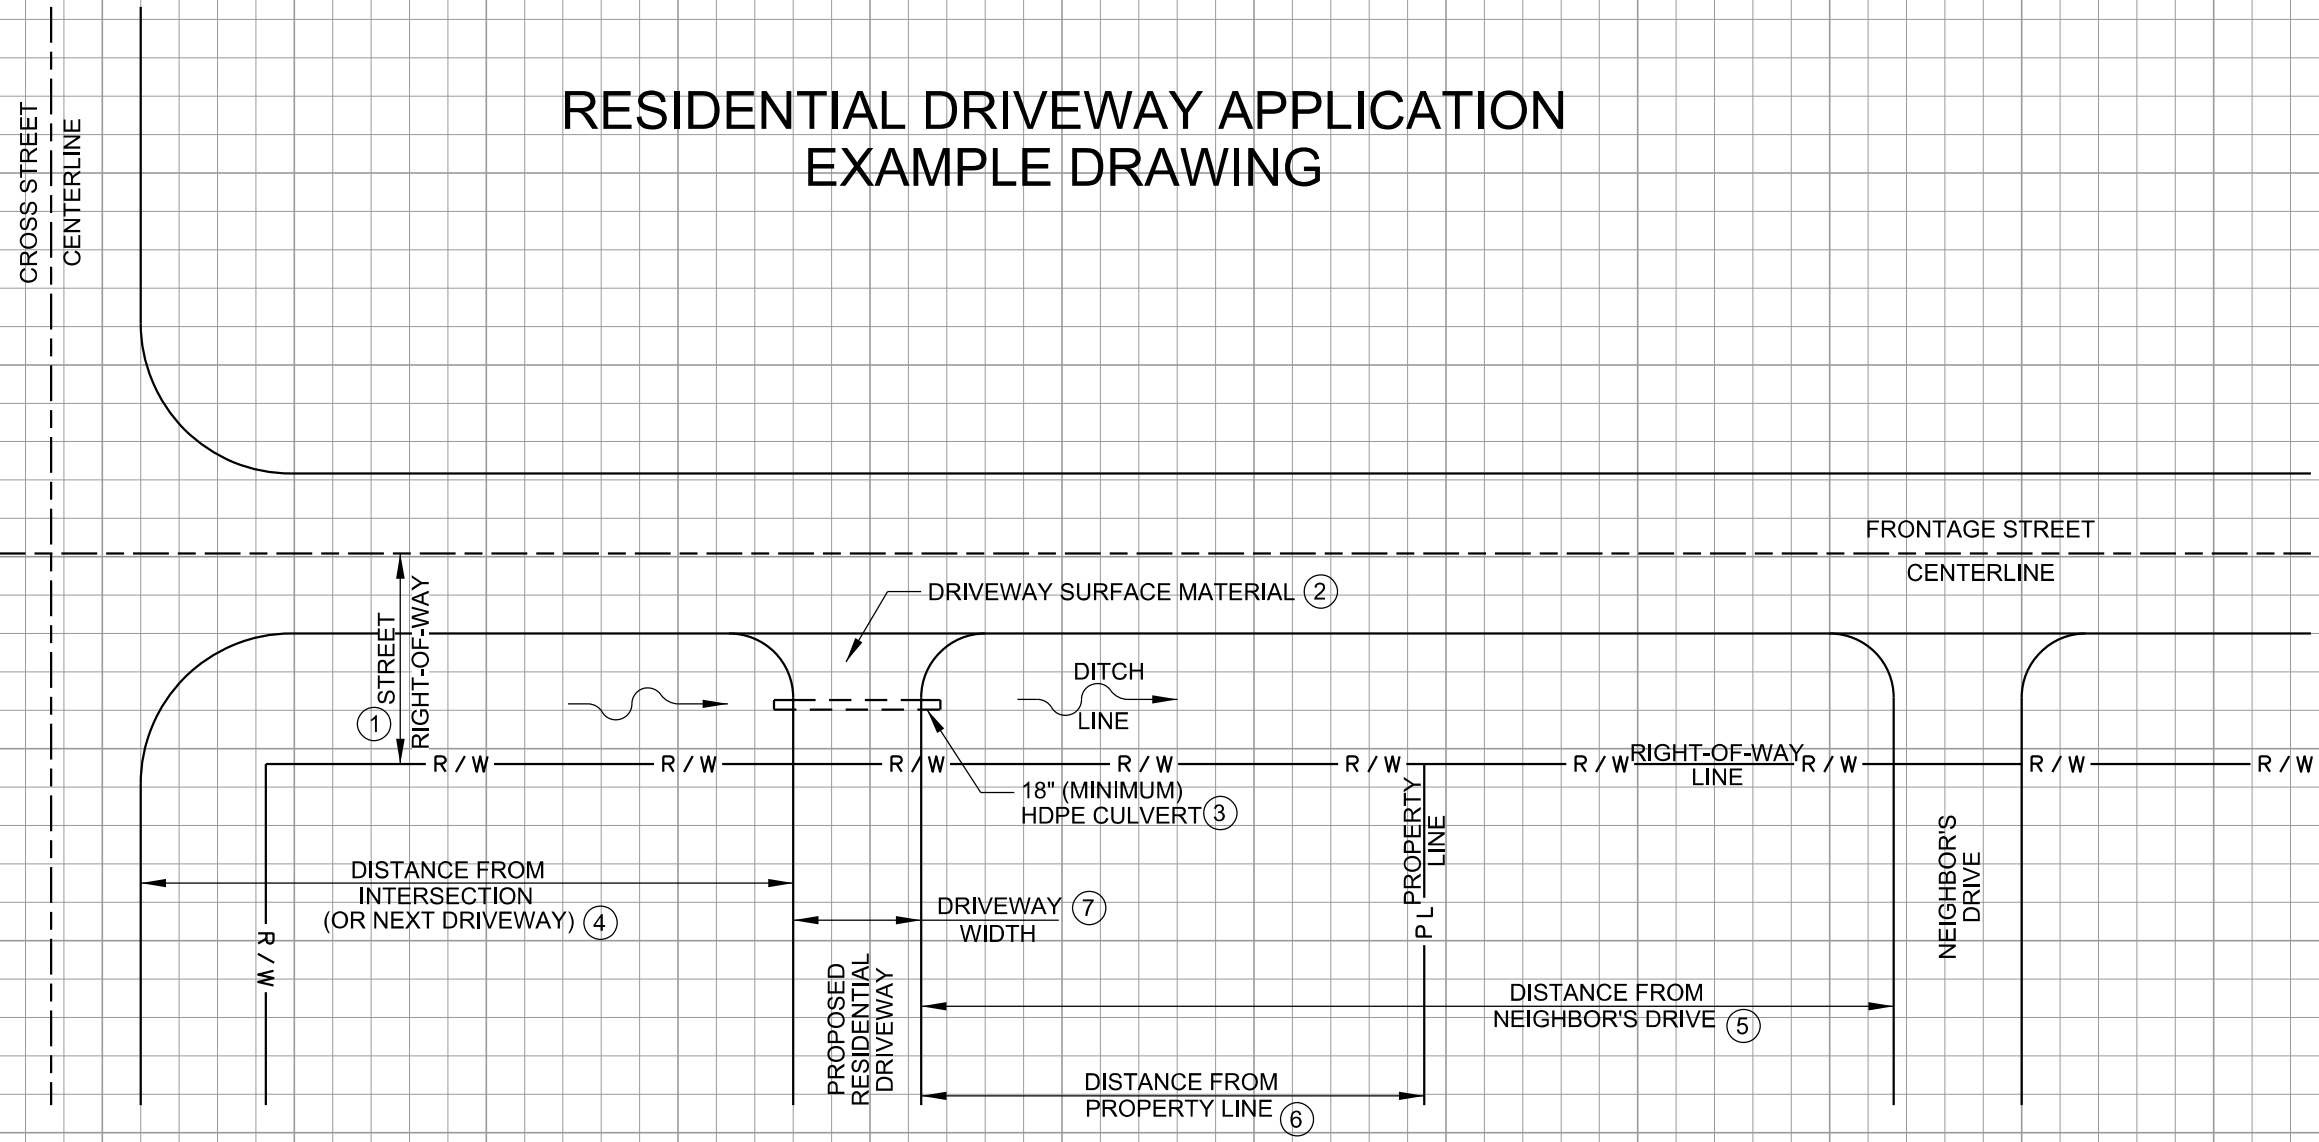 RESIDENTIAL DRIVEWAY APPLICATION
EXAMPLE DRAWING
CROSS STREET
CENTERLINE
FRONTAGE STREET
CENTERLINE
DRIVEWAY SURFACE MATERIAL 2
1 STREET
RIGHT-OF-WAY
DITCH
LINE
R / W R / W R / W R / W R / W R / W R / W R / W R / W
RIGHT-OF-WAY
LINE
18" (MINIMUM)
HDPE CULVERT 3
PROPERTY
LINE
P L
NEIGHBOR'S
DRIVE
DISTANCE FROM
INTERSECTION
(OR NEXT DRIVEWAY) 4
R / W
DRIVEWAY 7
WIDTH
PROPOSED
RESIDENTIAL
DRIVEWAY
DISTANCE FROM
NEIGHBOR'S DRIVE 5
DISTANCE FROM
PROPERTY LINE 6